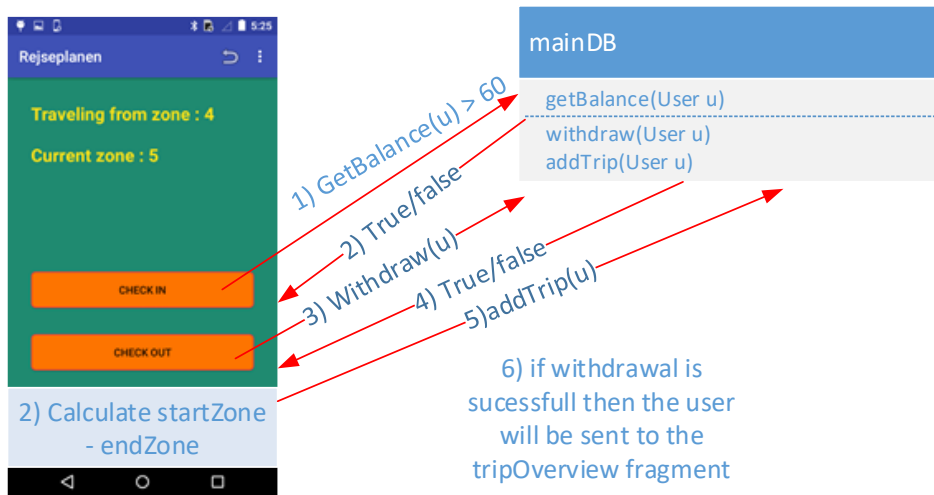 5:25
Rejseplanen
Traveling from zone : 4
Current zone : 5
CHECK IN
CHECK OUT
2) Calculate startZone
- endZone
1) GetBalance(u) > 60
2) True/false
3) Withdraw(u)
4) True/false
5)addTrip(u)
mainDB
getBalance(User u)
withdraw(User u)
addTrip(User u)
6) if withdrawal is
sucessfull then the user
will be sent to the
tripOverview fragment